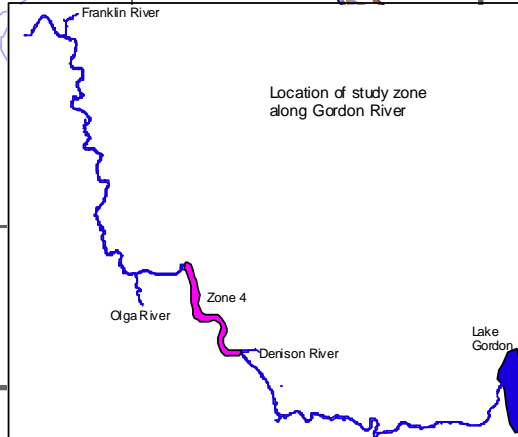 Franklin River
Location of study zone
along Gordon River
Zone 4
Olga River
Denison River
Lake
Gordon